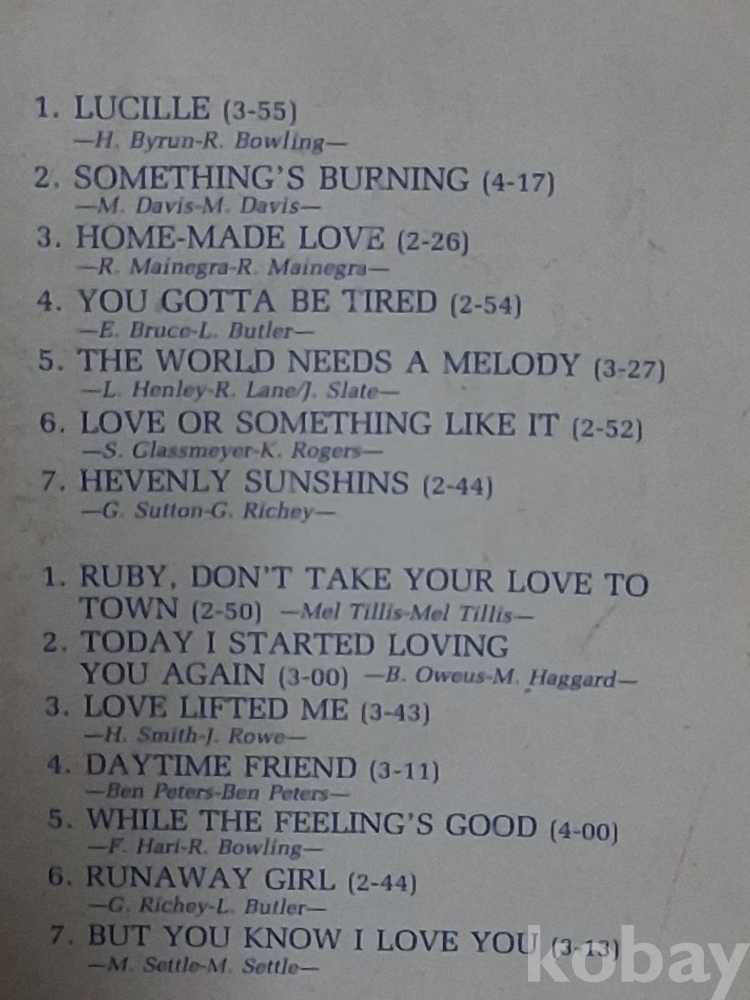 1. LUCILLE (3-55)
—H. Byrun-R. Bowling—
2. SOMETHING'S BURNING (4-17)
—M. Davis-M. Davis—
3. HOME-MADE LOVE (2-26)
—R. Mainegra-R. Mainegra—
4. YOU GOTTA BE TIRED (2-54)
—E. Bruce-L. Butler—
5. THE WORLD NEEDS A MELODY (3-27)
—L. Henley-R. Lane/J. Slate—
6. LOVE OR SOMETHING LIKE IT (2-52)
—S. Glassmeyer-K. Rogers—
7. HEVENLY SUNSHINS (2-44)
—G. Sutton-G. Richey—
1. RUBY, DON'T TAKE YOUR LOVE TO
TOWN (2-50) —Mel Tillis-Mel Tillis—
2. TODAY I STARTED LOVING
YOU AGAIN (3-00) —B. Oweus-M. Haggard—
3. LOVE LIFTED ME (3-43)
—H. Smith-J. Rowe—
4. DAYTIME FRIEND (3-11)
—Ben Peters-Ben Peters—
5. WHILE THE FEELING'S GOOD (4-00)
—F. Hari-R. Bowling—
6. RUNAWAY GIRL (2-44)
—G. Richey-L. Butler—
7. BUT YOU KNOW I LOVE YOU (3-13)
—M. Settle-M. Settle—
kobay